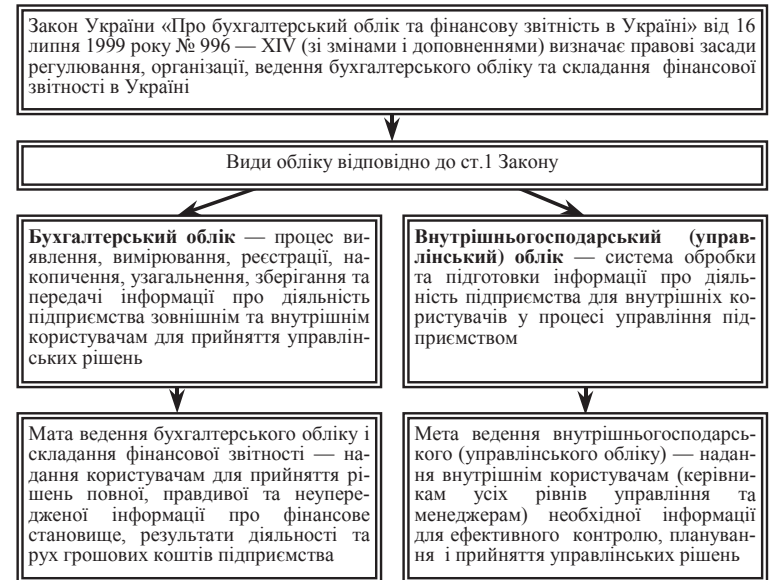 Закон України «Про бухгалтерський облік та фінансову звітність в Україні» від 16
липня 1999 року № 996 — XIV (зі змінами і доповненнями) визначає правові засади
регулювання, організації, ведення бухгалтерського обліку та складання фінансової
звітності в Україні
Види обліку відповідно до ст.1 Закону
Бухгалтерський облік — процес ви-
явлення, вимірювання, реєстрації, на-
копичення, узагальнення, зберігання та
передачі інформації про діяльність
підприємства зовнішнім та внутрішнім
користувачам для прийняття управлін-
ських рішень
Внутрішньогосподарський (управ-
лінський) облік — система обробки
та підготовки інформації про діяль-
ність підприємства для внутрішніх ко-
ристувачів у процесі управління під-
приємством
Мата ведення бухгалтерського обліку і
складання фінансової звітності — на-
дання користувачам для прийняття рі-
шень повної, правдивої та неупере-
дженої інформації про фінансове
становище, результати діяльності та
рух грошових коштів підприємства
Мета ведення внутрішньогосподарсь-
кого (управлінського обліку) — надан-
ня внутрішнім користувачам (керівни-
кам усіх рівнів управління та
менеджерам) необхідної інформації
для ефективного контролю, плануван-
ня і прийняття управлінських рішень